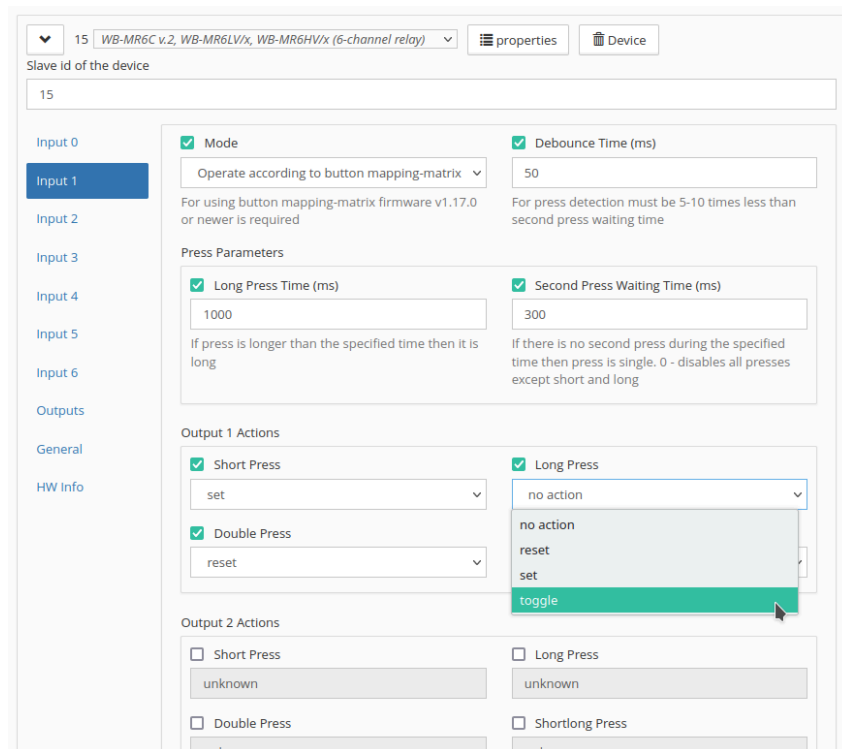 15 WB-MR6C v.2, WB-MR6LV/x, WB-MR6HV/x (6-channel relay) properties Device
Slave id of the device
15
Input 0
Input 1
Input 2
Input 3
Input 4
Input 5
Input 6
Outputs
General
HW Info
Mode
Operate according to button mapping-matrix
For using button mapping-matrix firmware v1.17.0
or newer is required
Debounce Time (ms)
50
For press detection must be 5-10 times less than
second press waiting time
Press Parameters
Long Press Time (ms)
1000
If press is longer than the specified time then it is
long
Second Press Waiting Time (ms)
300
If there is no second press during the specified
time then press is single. 0 - disables all presses
except short and long
Output 1 Actions
Short Press
set
Long Press
no action
no action
reset
set
toggle
Double Press
reset
Output 2 Actions
Short Press
unknown
Long Press
unknown
Double Press
Shortlong Press